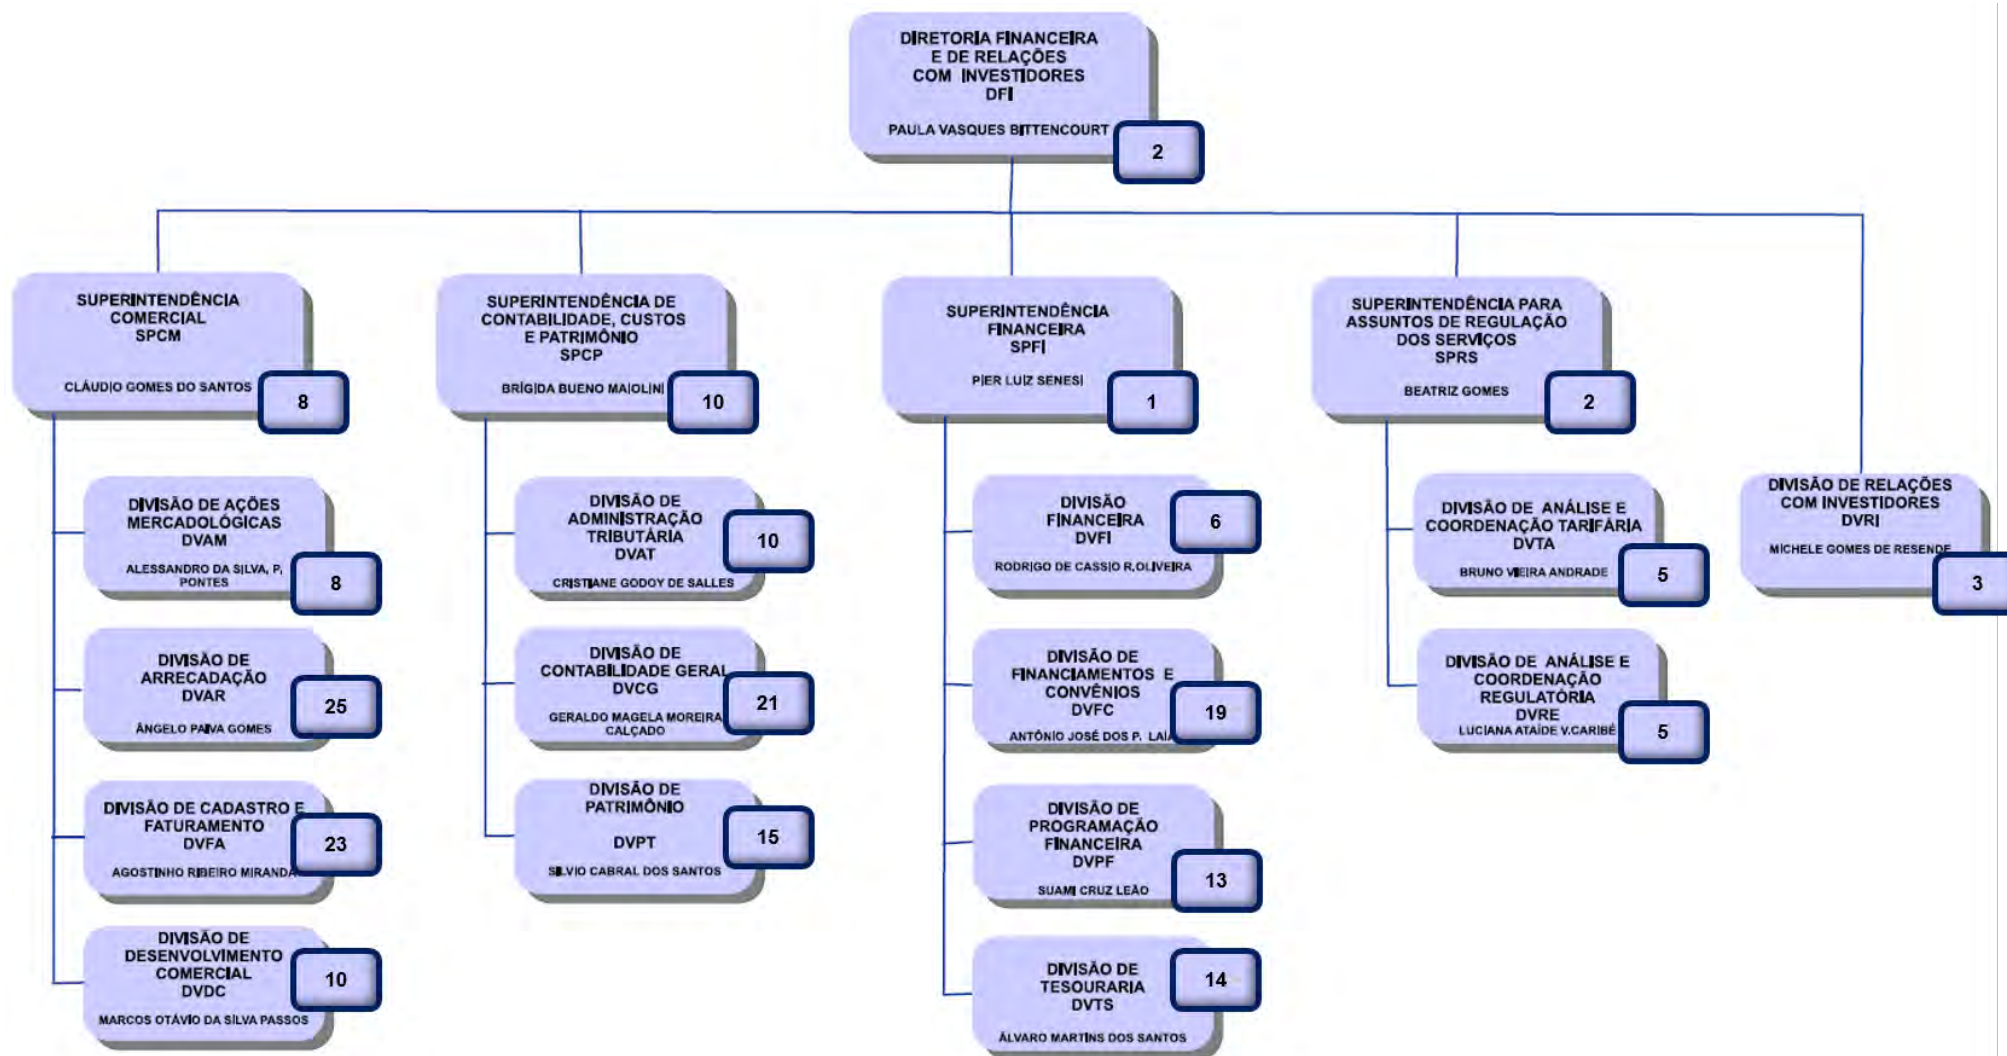 DIRETORIA FINANCEIRA
E DE RELAÇÕES
COM INVESTIDORES
DFI
PAULA VASQUES BITTENCOURT
2
SUPERINTENDÊNCIA
COMERCIAL
SPCM
CLÁUDIO GOMES DO SANTOS
8
DIVISÃO DE AÇÕES
MERCADOLÓGICAS
DVAM
ALESSANDRO DA SILVA, P,
PONTES
8
DIVISÃO DE
ARRECADAÇÃO
DVAR
ÂNGELO PAIVA GOMES
25
DIVISÃO DE CADASTRO E
FATURAMENTO
DVFA
AGOSTINHO RIBEIRO MIRANDA
23
DIVISÃO DE
DESENVOLVIMENTO
COMERCIAL
DVDC
MARCOS OTÁVIO DA SILVA PASSOS
10
SUPERINTENDÊNCIA DE
CONTABILIDADE, CUSTOS
E PATRIMÔNIO
SPCP
BRÍGIDA BUENO MAIOLINI
10
DIVISÃO DE
ADMINISTRAÇÃO
TRIBUTÁRIA
DVAT
CRISTIANE GODOY DE SALLES
10
DIVISÃO DE
CONTABILIDADE GERAL
DVCG
GERALDO MAGELA MOREIRA
CALÇADO
21
DIVISÃO DE
PATRIMÔNIO
DVPT
SILVIO CABRAL DOS SANTOS
15
SUPERINTENDÊNCIA
FINANCEIRA
SPFI
PIER LUIZ SENESI
1
DIVISÃO
FINANCEIRA
DVFI
RODRIGO DE CASSIO R.OLIVEIRA
6
DIVISÃO DE
FINANCIAMENTOS E
CONVÊNIOS
DVFC
ANTÔNIO JOSÉ DOS P. LAIA
19
DIVISÃO DE
PROGRAMAÇÃO
FINANCEIRA
DVPF
SUAMI CRUZ LEÃO
13
DIVISÃO DE
TESOURARIA
DVTS
ÁLVARO MARTINS DOS SANTOS
14
SUPERINTENDÊNCIA PARA
ASSUNTOS DE REGULAÇÃO
DOS SERVIÇOS
SPRS
BEATRIZ GOMES
2
DIVISÃO DE ANÁLISE E
COORDENAÇÃO TARIFÁRIA
DVTA
BRUNO VIEIRA ANDRADE
5
DIVISÃO DE ANÁLISE E
COORDENAÇÃO
REGULATÓRIA
DVRE
LUCIANA ATAÍDE V.CARIBÉ
5
DIVISÃO DE RELAÇÕES
COM INVESTIDORES
DVRI
MICHELE GOMES DE RESENDE
3